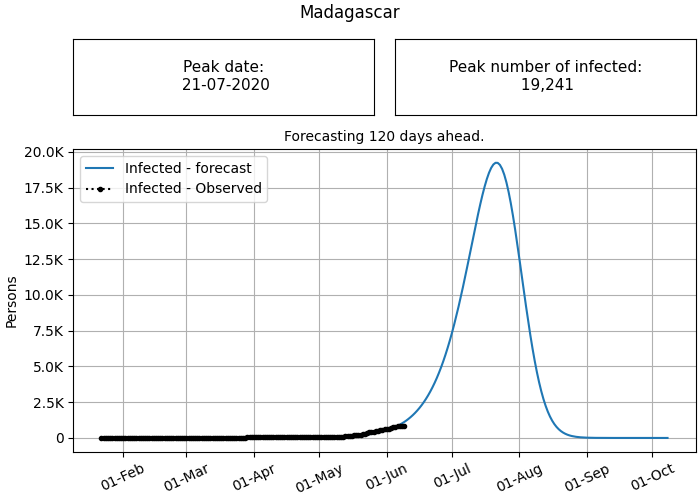 Madagascar
Peak date:
21-07-2020
Peak number of infected:
19,241
Forecasting 120 days ahead.
Infected - forecast
Infected - Observed
Persons
20.0K
17.5K
15.0K
12.5K
10.0K
7.5K
5.0K
2.5K
0
01-Feb
01-Mar
01-Apr
01-May
01-Jun
01-Jul
01-Aug
01-Sep
01-Oct